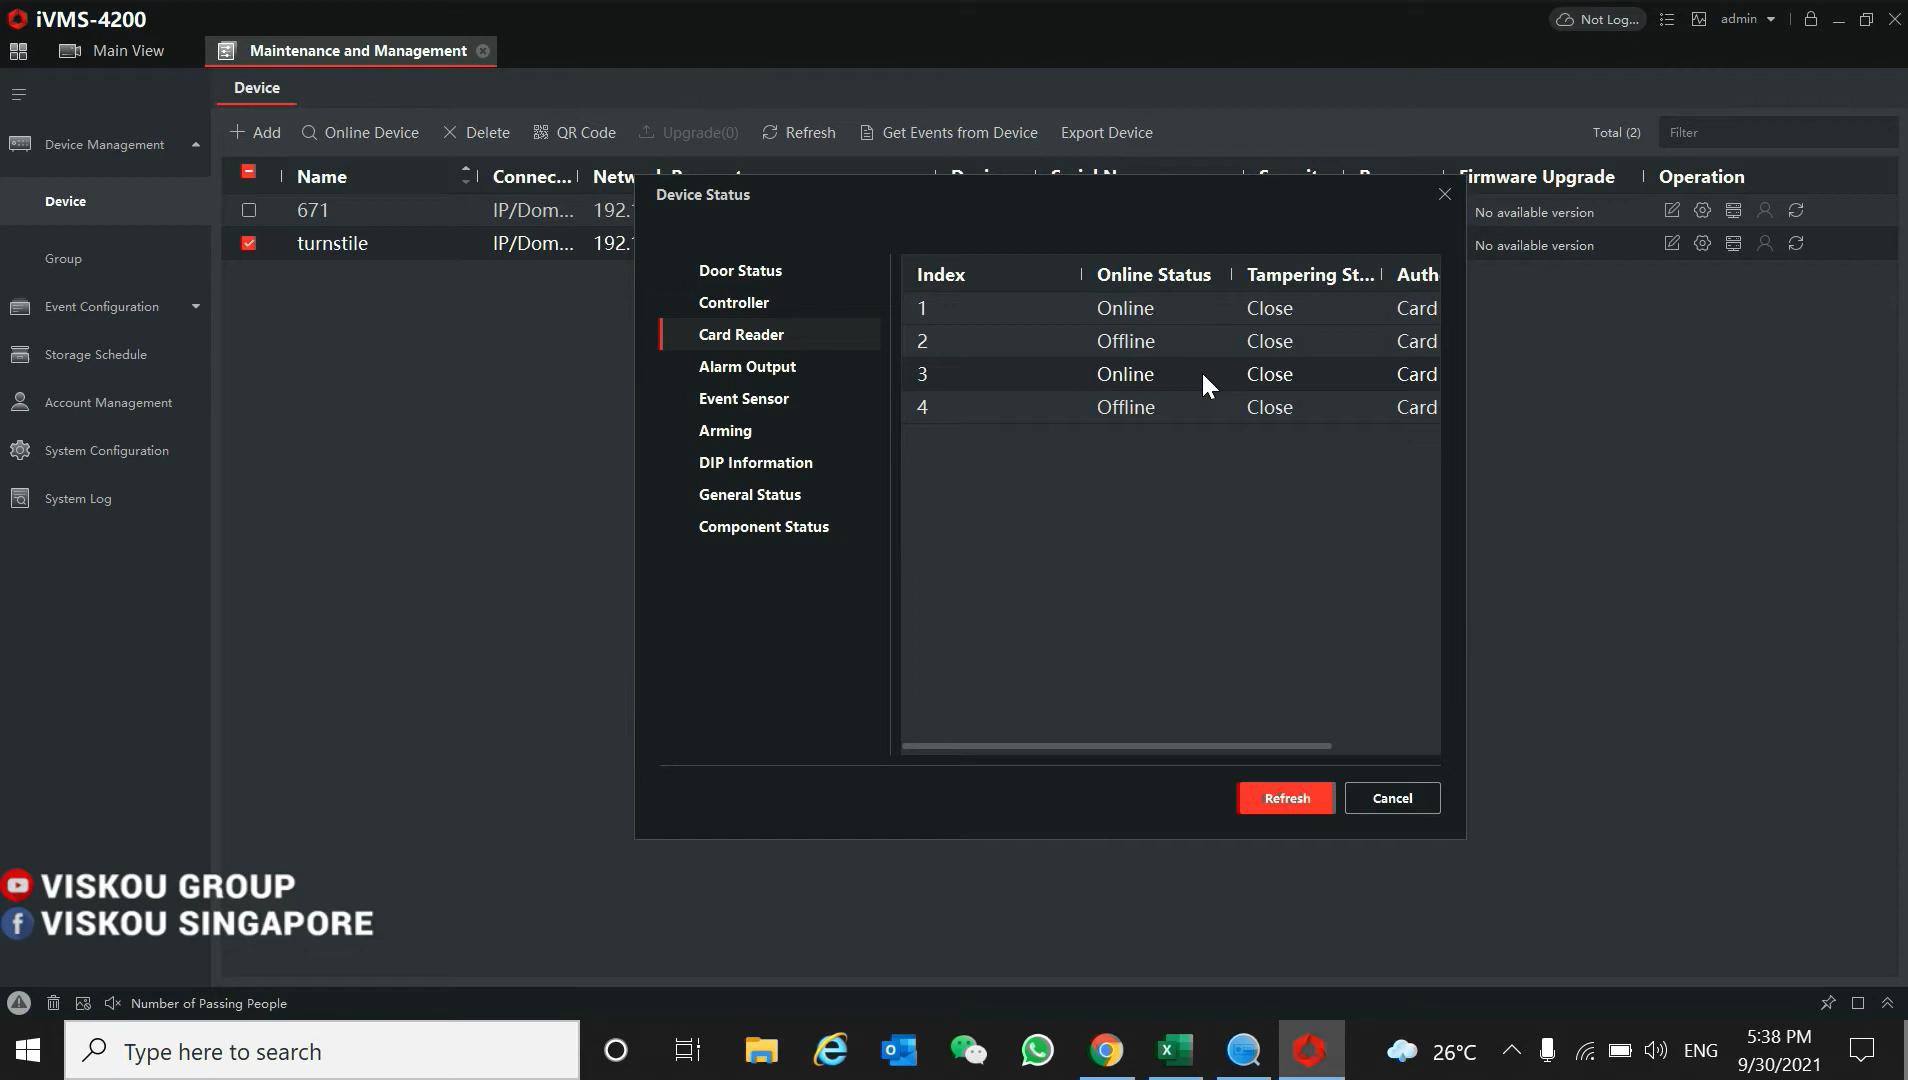 iVMS-4200
Not Log...
admin
Main View
Maintenance and Management
Device
Add
Online Device
Delete
QR Code
Upgrade(0)
Refresh
Get Events from Device
Export Device
Total (2)
Filter
Name
Connec...
Firmware Upgrade
Operation
671
IP/Dom...
192.
No available version
turnstile
IP/Dom...
192.
No available version
Device Management
Device
Group
Event Configuration
Storage Schedule
Account Management
System Configuration
System Log
Device Status
Door Status
Controller
Card Reader
Alarm Output
Event Sensor
Arming
DIP Information
General Status
Component Status
Index
Online Status
Tampering St...
Auth
1 Online Close Card
2 Offline Close Card
3 Online Close Card
4 Offline Close Card
Refresh
Cancel
VISKOU GROUP
VISKOU SINGAPORE
Number of Passing People
Type here to search
26°C
ENG
5:38 PM
9/30/2021